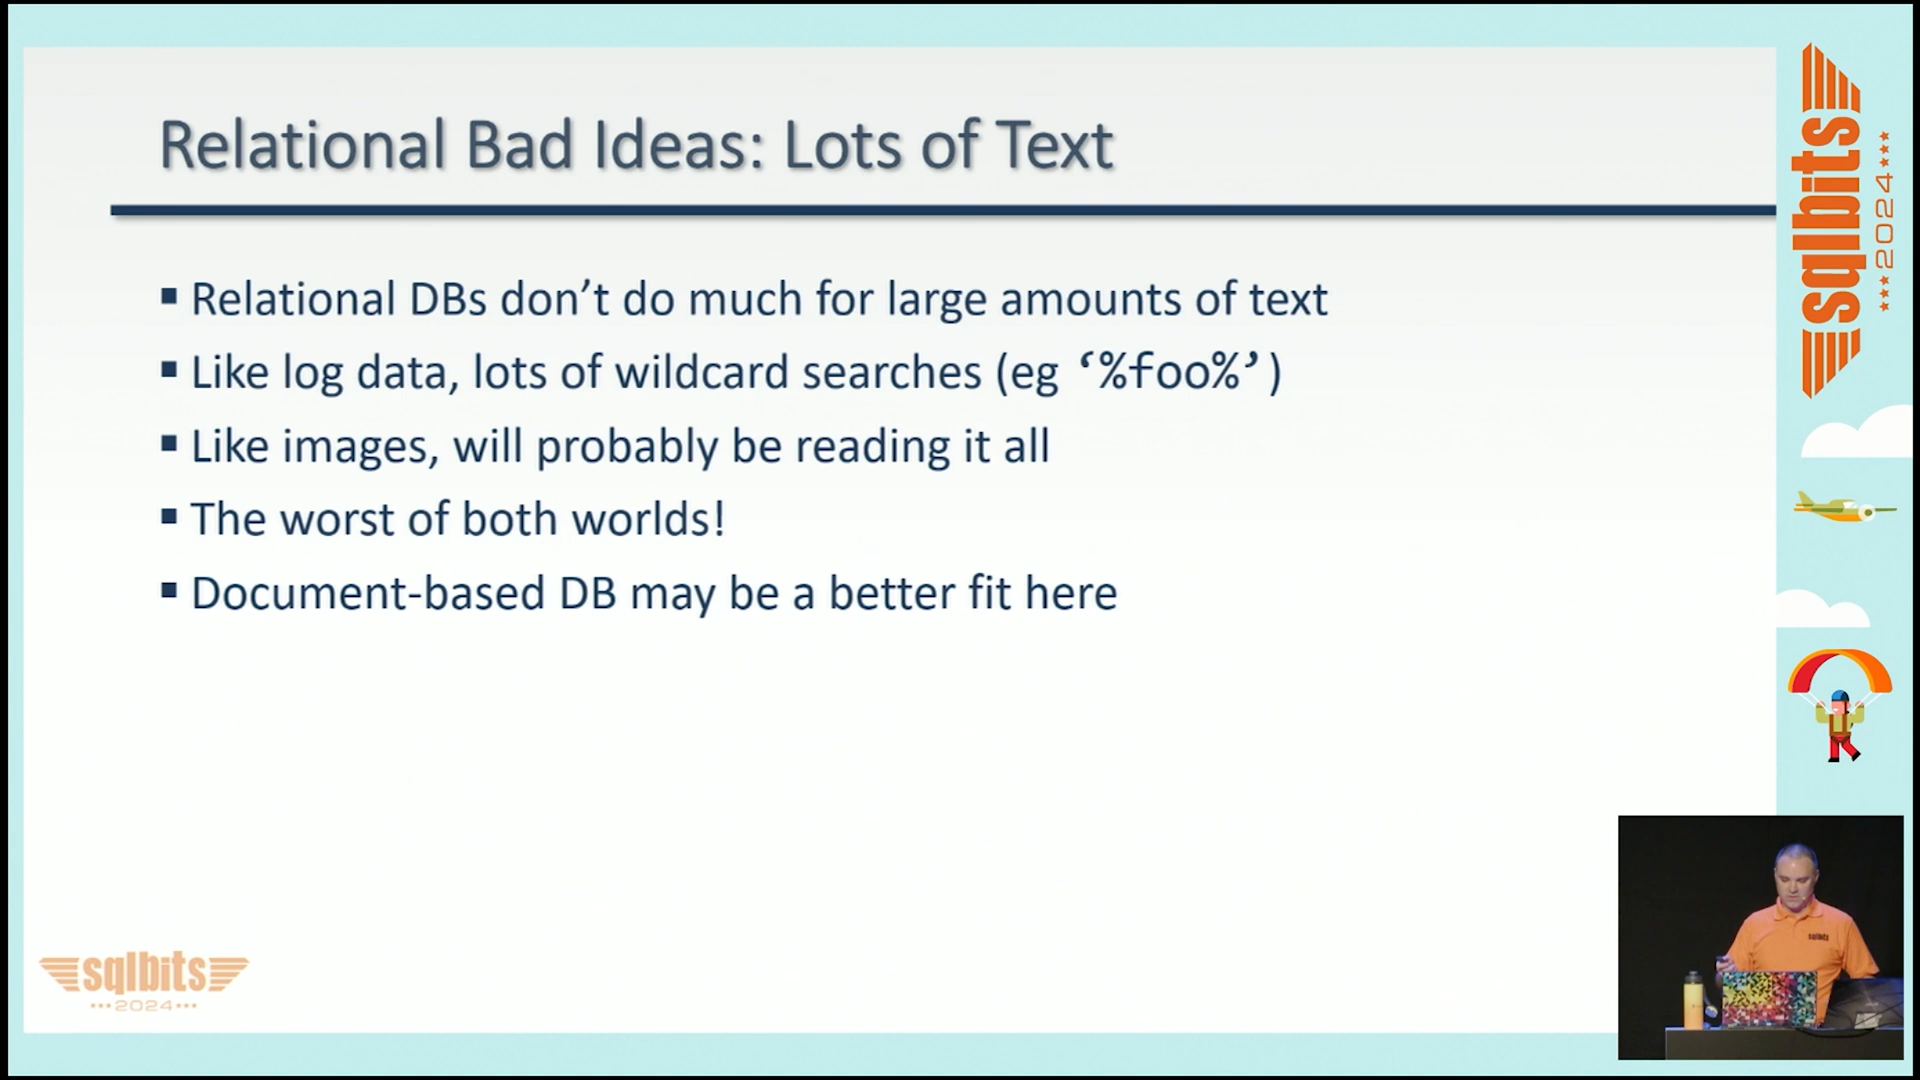 Relational Bad Ideas: Lots of Text
▪ Relational DBs don’t do much for large amounts of text
▪ Like log data, lots of wildcard searches (eg ‘%foo%’)
▪ Like images, will probably be reading it all
▪ The worst of both worlds!
▪ Document-based DB may be a better fit here
sqlbits
2024
sqlbits
2024
sqlbits